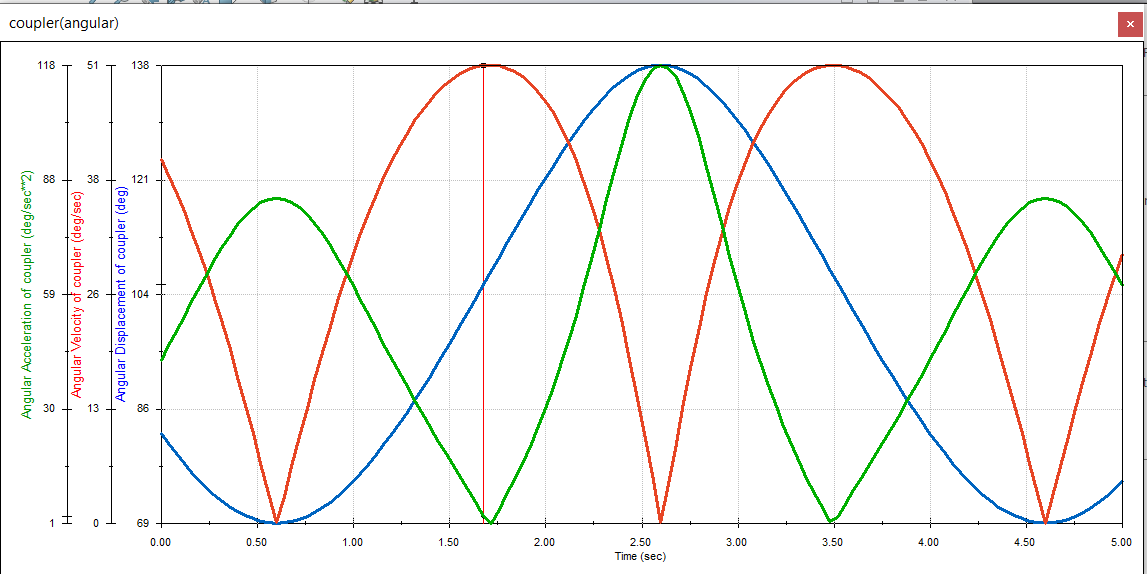 coupler(angular)
118 51 138
88 38 121
59 26 104
30 13 86
1 0 69
Angular Acceleration of coupler (deg/sec**2)
Angular Velocity of coupler (deg/sec)
Angular Displacement of coupler (deg)
0.00 0.50 1.00 1.50 2.00 2.50 3.00 3.50 4.00 4.50 5.00
Time (sec)